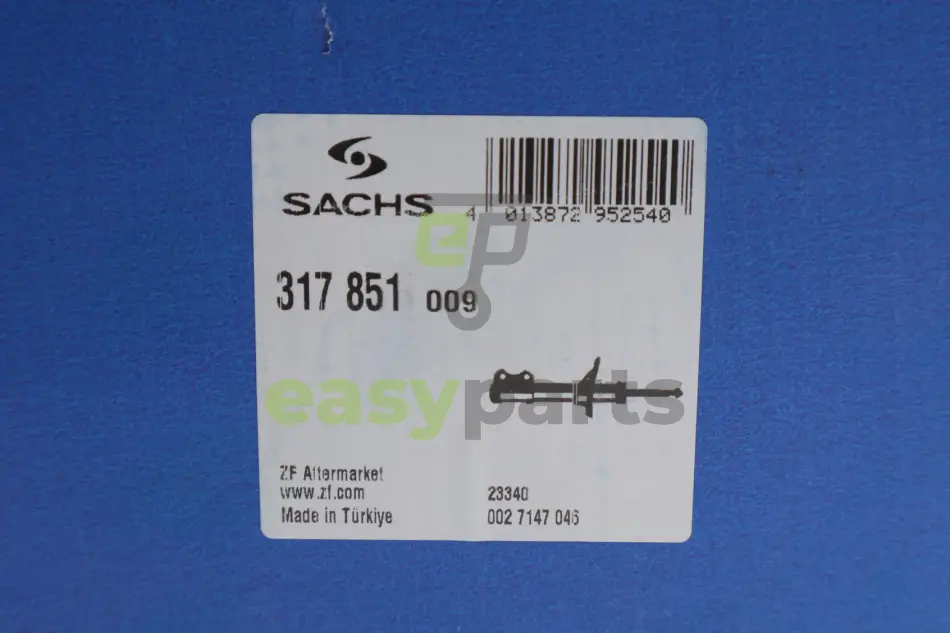 SACHS
4 013872 952540
ep
317 851 009
easyparts
ZF Aftermarket
www.zf.com
23340
Made in Türkiye
002 7147 046